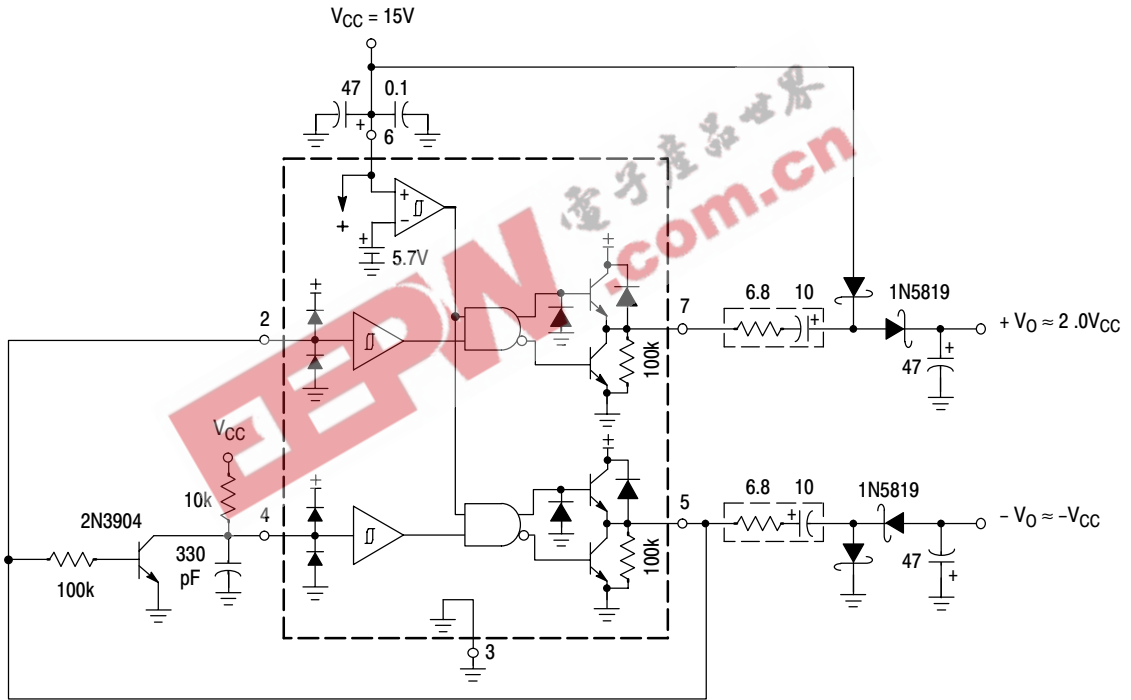 VCC = 15V
47
0.1
+
6
+
+
−
+
5.7V
電子產品世界
.com.cn
EEPW
2
7
6.8
10
+
1N5819
+ VO ≈ 2 .0VCC
47
+
100k
VCC
10k
4
2N3904
100k
330
pF
5
6.8
10
+
1N5819
− VO ≈ −VCC
47
+
100k
3